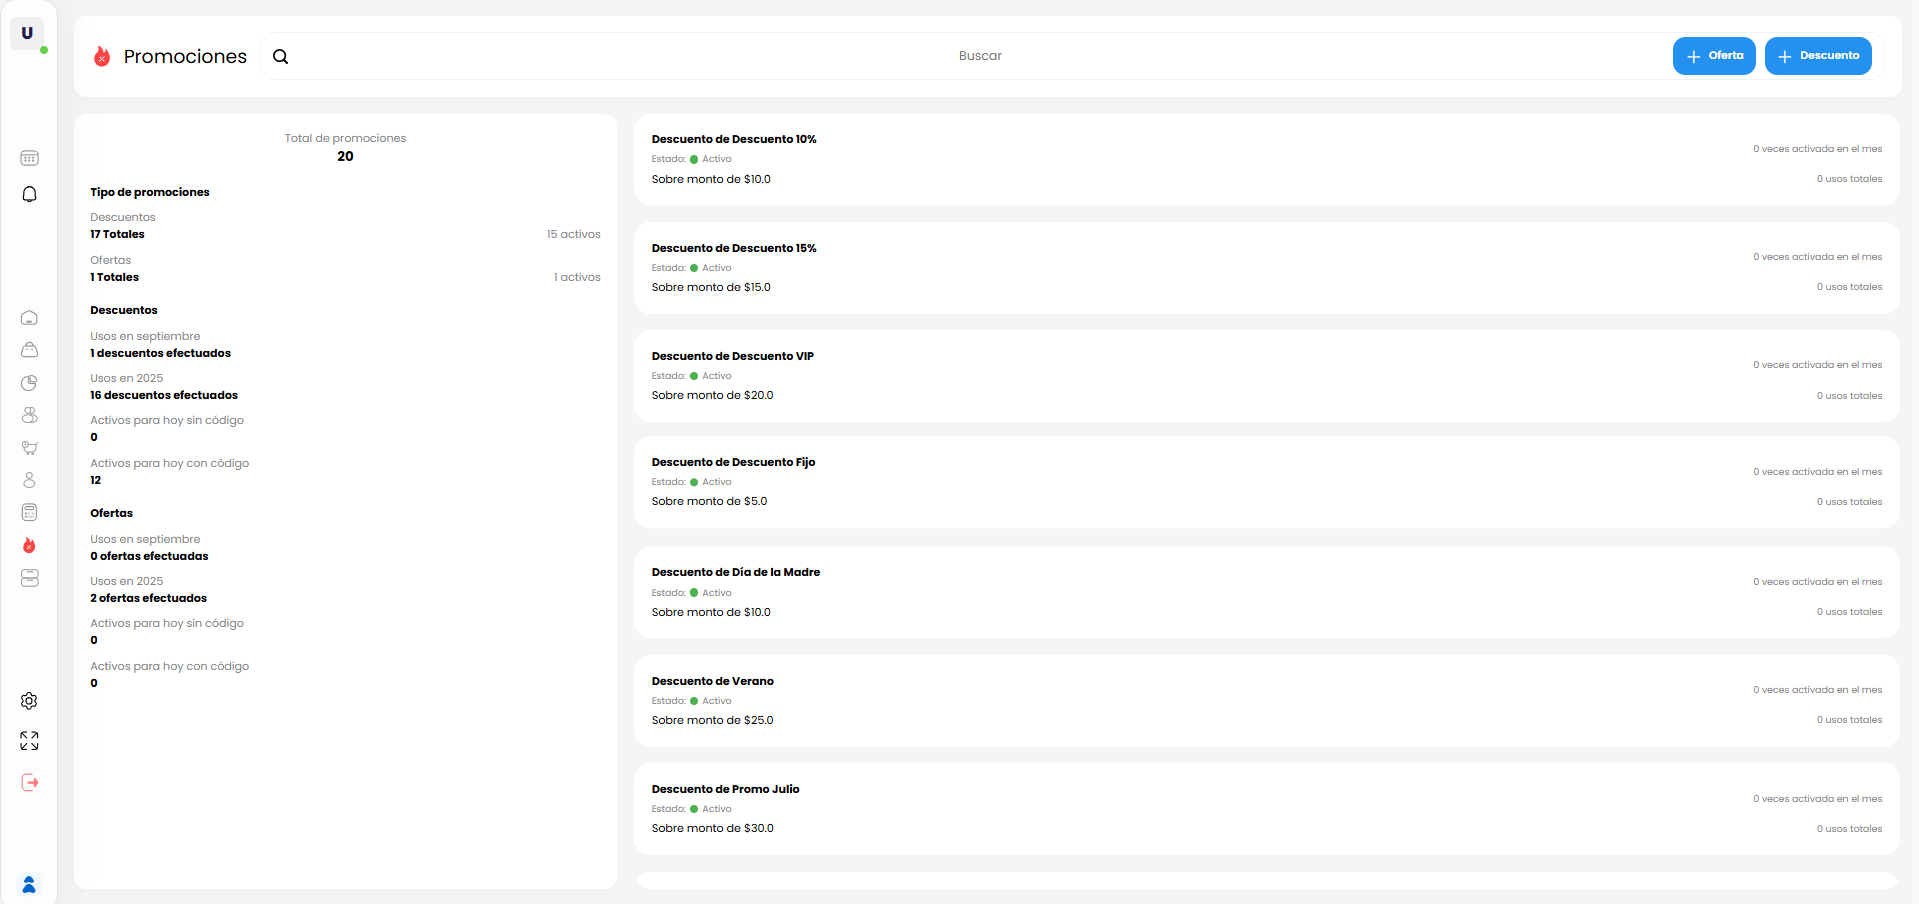 U
Promociones
Buscar
Oferta
Descuento
Total de promociones
20
Tipo de promociones
Descuentos
17 Totales
15 activos
Ofertas
1 Totales
1 activos
Descuentos
Usos en septiembre
1 descuentos efectuados
Usos en 2025
16 descuentos efectuados
Activos para hoy sin código
0
Activos para hoy con código
12
Ofertas
Usos en septiembre
0 ofertas efectuadas
Usos en 2025
2 ofertas efectuados
Activos para hoy sin código
0
Activos para hoy con código
0
Descuento de Descuento 10%
Estado: Activo
Sobre monto de $10.0
0 veces activada en el mes
0 usos totales
Descuento de Descuento 15%
Estado: Activo
Sobre monto de $15.0
0 veces activada en el mes
0 usos totales
Descuento de Descuento VIP
Estado: Activo
Sobre monto de $20.0
0 veces activada en el mes
0 usos totales
Descuento de Descuento Fijo
Estado: Activo
Sobre monto de $5.0
0 veces activada en el mes
0 usos totales
Descuento de Día de la Madre
Estado: Activo
Sobre monto de $10.0
0 veces activada en el mes
0 usos totales
Descuento de Verano
Estado: Activo
Sobre monto de $25.0
0 veces activada en el mes
0 usos totales
Descuento de Promo Julio
Estado: Activo
Sobre monto de $30.0
0 veces activada en el mes
0 usos totales